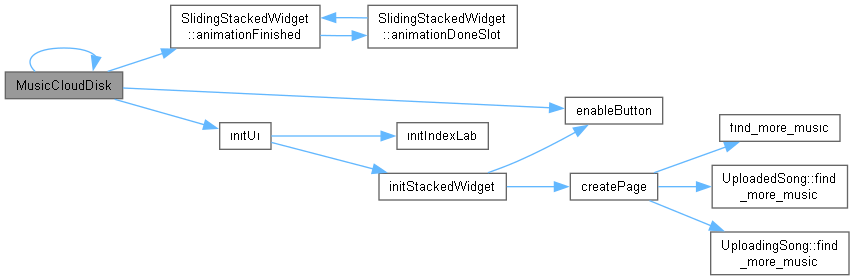 SlidingStackedWidget
::animationFinished
SlidingStackedWidget
::animationDoneSlot
MusicCloudDisk
enableButton
initUi
initIndexLab
find_more_music
initStackedWidget
createPage
UploadedSong::find
_more_music
UploadingSong::find
_more_music